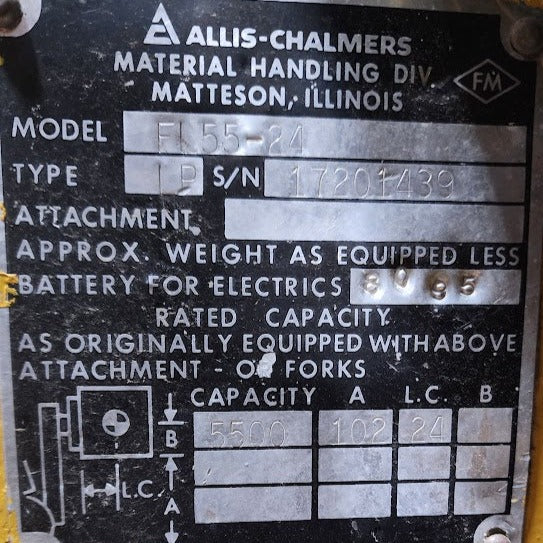 ALLIS-CHALMERS
MATERIAL HANDLING DIV
MATTESON, ILLINOIS
FM
MODEL FL55-24
TYPE LP S/N 17201439
ATTACHMENT
APPROX. WEIGHT AS EQUIPPED LESS
BATTERY FOR ELECTRICS 8095
RATED CAPACITY
AS ORIGINALLY EQUIPPED WITH ABOVE
ATTACHMENT - OR FORKS
CAPACITY A L.C. B
5500 102 24
B
L.C.
A